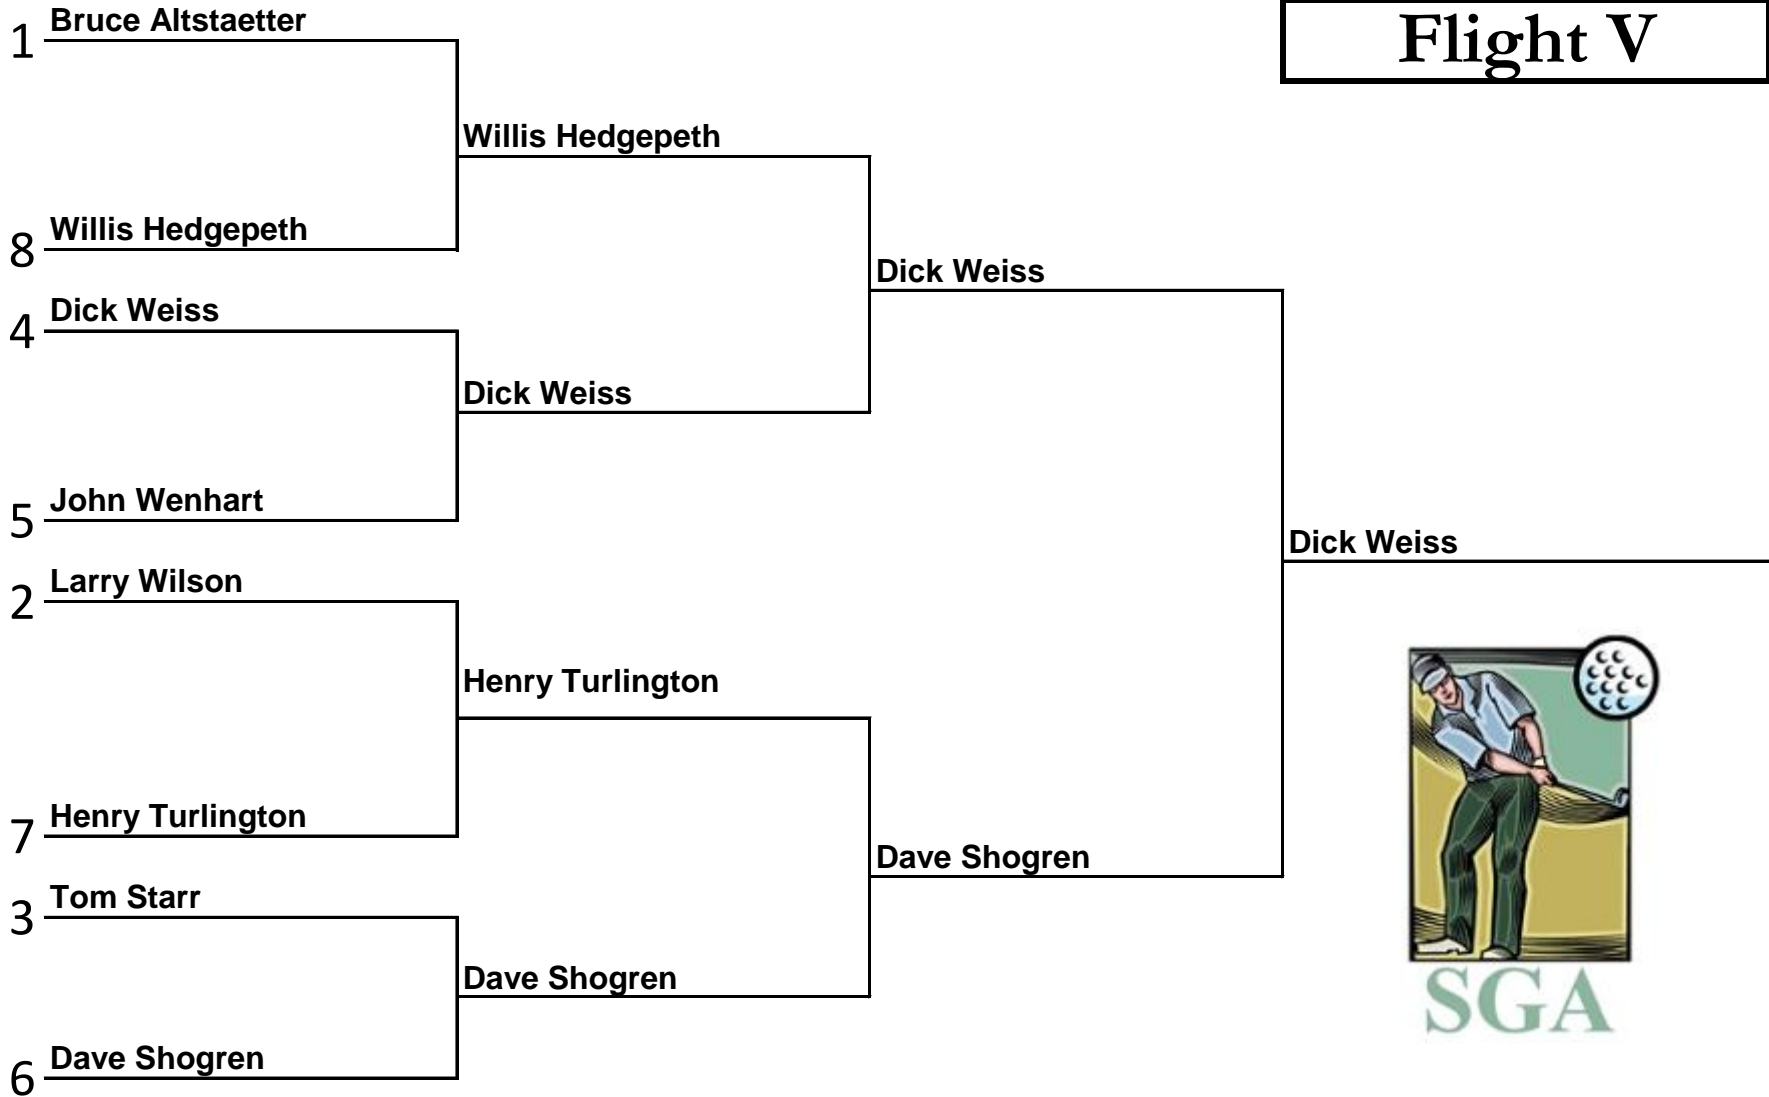 Flight V
1 Bruce Altstaetter
Willis Hedgepeth
8 Willis Hedgepeth
Dick Weiss
4 Dick Weiss
Dick Weiss
5 John Wenhart
Dick Weiss
2 Larry Wilson
Henry Turlington
7 Henry Turlington
Dave Shogren
3 Tom Starr
Dave Shogren
6 Dave Shogren
SGA